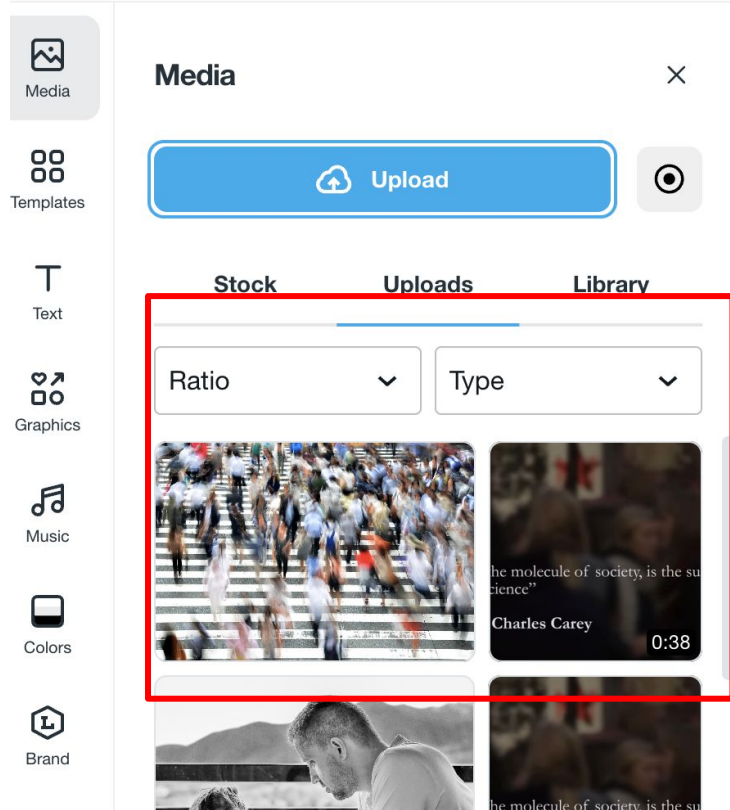 Media
Media
Upload
Templates
Stock Uploads Library
Text
Ratio Type
Graphics
Music
he molecule of society, is the su
cience”
Charles Carey
0:38
Colors
L
Brand
he molecule of society, is the su